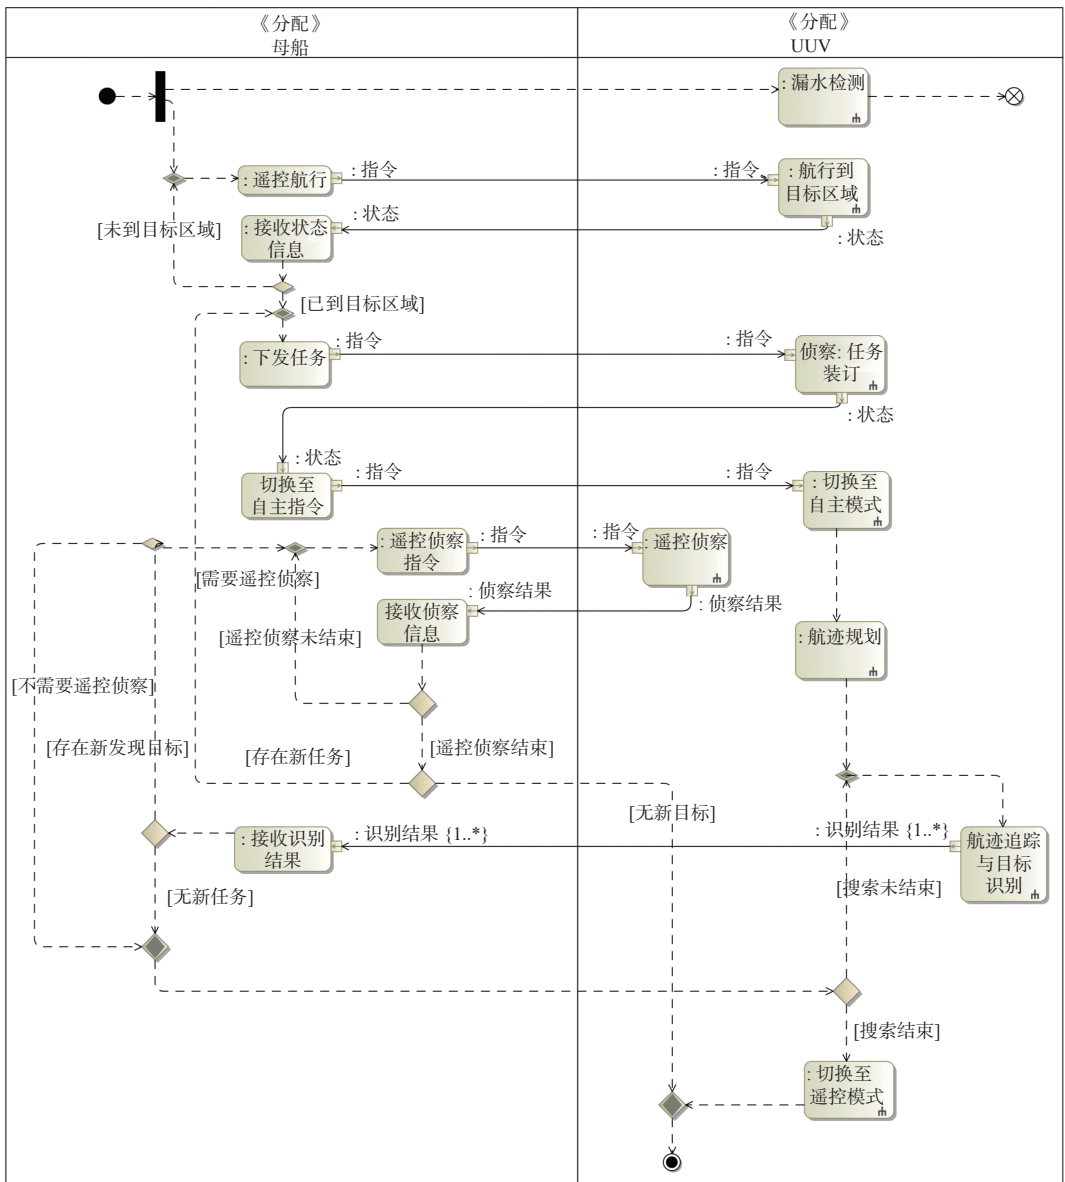 《分配》
母船
《分配》
UUV
: 漏水检测
: 遥控航行
: 指令
: 指令
: 航行到
目标区域
: 状态
: 状态
[未到目标区域]
: 接收状态
信息
[已到目标区域]
: 下发任务
: 指令
: 指令
侦察: 任务
装订
: 状态
: 状态
切换至
自主指令
: 指令
: 指令
: 切换至
自主模式
: 遥控侦察
指令
: 指令
: 指令
: 遥控侦察
[需要遥控侦察]
: 侦察结果
: 侦察结果
接收侦察
信息
[遥控侦察未结束]
: 航迹规划
[不需要遥控侦察]
[存在新发现目标]
[存在新任务]
[遥控侦察结束]
[无新目标]
: 接收识别
结果
: 识别结果 {1..*}
: 识别结果 {1..*}
航迹追踪
与目标
识别
[搜索未结束]
[无新任务]
[搜索结束]
: 切换至
遥控模式